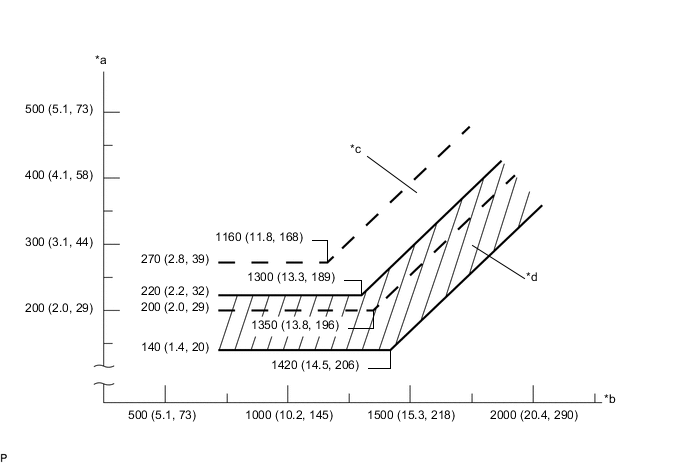 *a
500 (5.1, 73)
*c
400 (4.1, 58)
1160 (11.8, 168)
300 (3.1, 44)
270 (2.8, 39)
1300 (13.3, 189)
*d
220 (2.2, 32)
200 (2.0, 29)
200 (2.0, 29)
1350 (13.8, 196)
140 (1.4, 20)
1420 (14.5, 206)
*b
500 (5.1, 73)
1000 (10.2, 145)
1500 (15.3, 218)
2000 (20.4, 290)
P